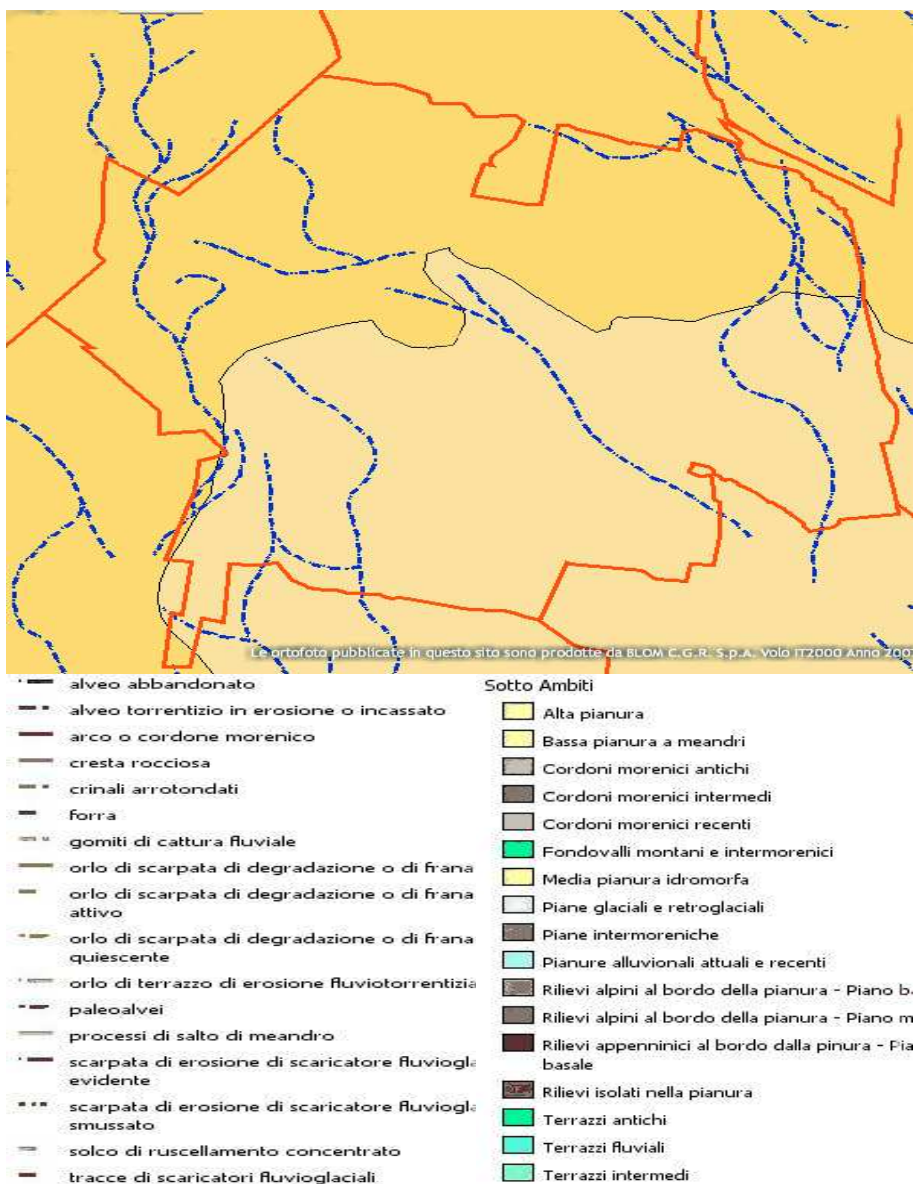 Le ortofoto pubblicate in questo sito sono prodotte da BLOM C.G.R. S.p.A. Volo IT2000 Anno 2007
alveo abbandonato
alveo torrentizio in erosione o incassato
arco o cordone morenico
cresta rocciosa
crinali arrotondati
forra
gomiti di cattura fluviale
orlo di scarpata di degradazione o di frana
orlo di scarpata di degradazione o di frana
attivo
orlo di scarpata di degradazione o di frana
quiescente
orlo di terrazzo di erosione fluviotorrentizia
paleoalvei
processi di salto di meandro
scarpata di erosione di scaricatore fluviogla
evidente
scarpata di erosione di scaricatore fluviogla
smussato
solco di ruscellamento concentrato
tracce di scaricatori fluvioglaciali
Sotto Ambiti
Alta pianura
Bassa pianura a meandri
Cordoni morenici antichi
Cordoni morenici intermedi
Cordoni morenici recenti
Fondovalli montani e intermorenici
Media pianura idromorfa
Piane glaciali e retroglaciali
Piane intermoreniche
Pianure alluvionali attuali e recenti
Rilievi alpini al bordo della pianura - Piano ba
Rilievi alpini al bordo della pianura - Piano m
Rilievi appenninici al bordo dalla pinura - Pia
basale
Rilievi isolati nella pianura
Terrazzi antichi
Terrazzi fluviali
Terrazzi intermedi